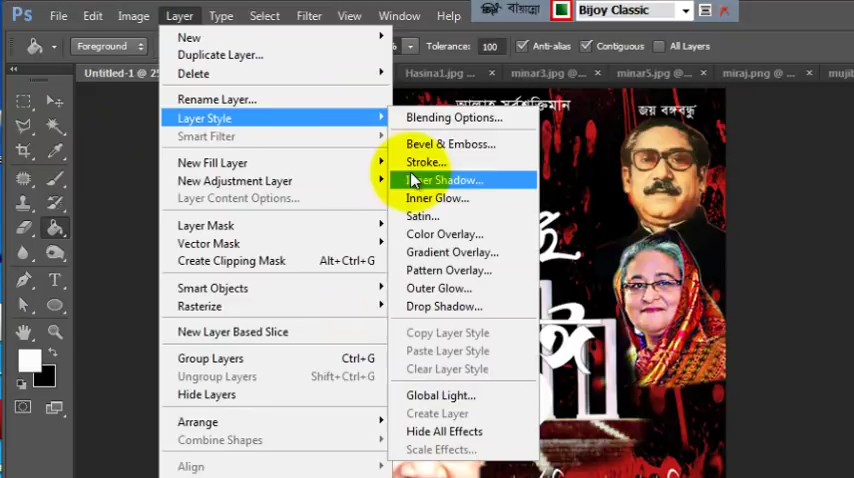 Ps File Edit Image Layer Type Select Filter View Window Help Bijoy Classic
Foreground % Tolerance: 100 Anti-alias Contiguous All Layers
Untitled-1 @ 25 Hasina1.jpg × minar3.jpg @... × minar5.jpg @... × miraj.png @... × mujib
New
Duplicate Layer...
Delete
Rename Layer...
Layer Style
Smart Filter
New Fill Layer
New Adjustment Layer
Layer Content Options...
Layer Mask
Vector Mask
Create Clipping Mask Alt+Ctrl+G
Smart Objects
Rasterize
New Layer Based Slice
Group Layers Ctrl+G
Ungroup Layers Shift+Ctrl+G
Hide Layers
Arrange
Combine Shapes
Align
Blending Options...
Bevel & Emboss...
Stroke...
Inner Shadow...
Inner Glow...
Satin...
Color Overlay...
Gradient Overlay...
Pattern Overlay...
Outer Glow...
Drop Shadow...
Copy Layer Style
Paste Layer Style
Clear Layer Style
Global Light...
Create Layer
Hide All Effects
Scale Effects...
আল্লাহ সর্বশক্তিমান
জয় বঙ্গবন্ধু